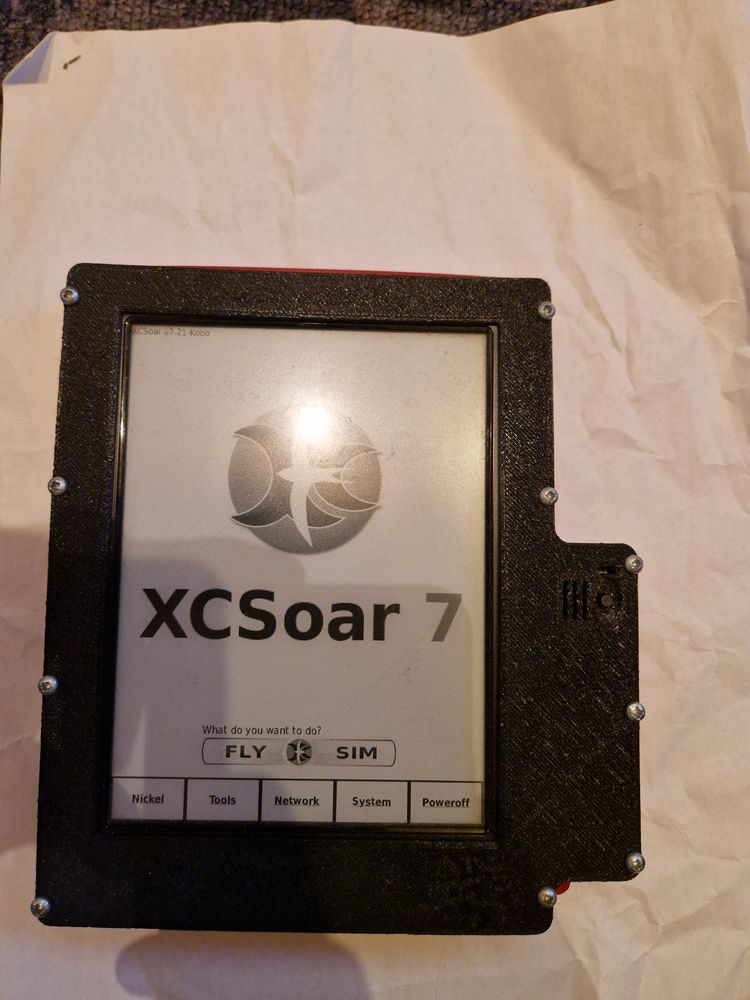 XCSoar v7.21-Kobo
XCSoar 7
What do you want to do?
FLY SIM
Nickel Tools Network System Poweroff